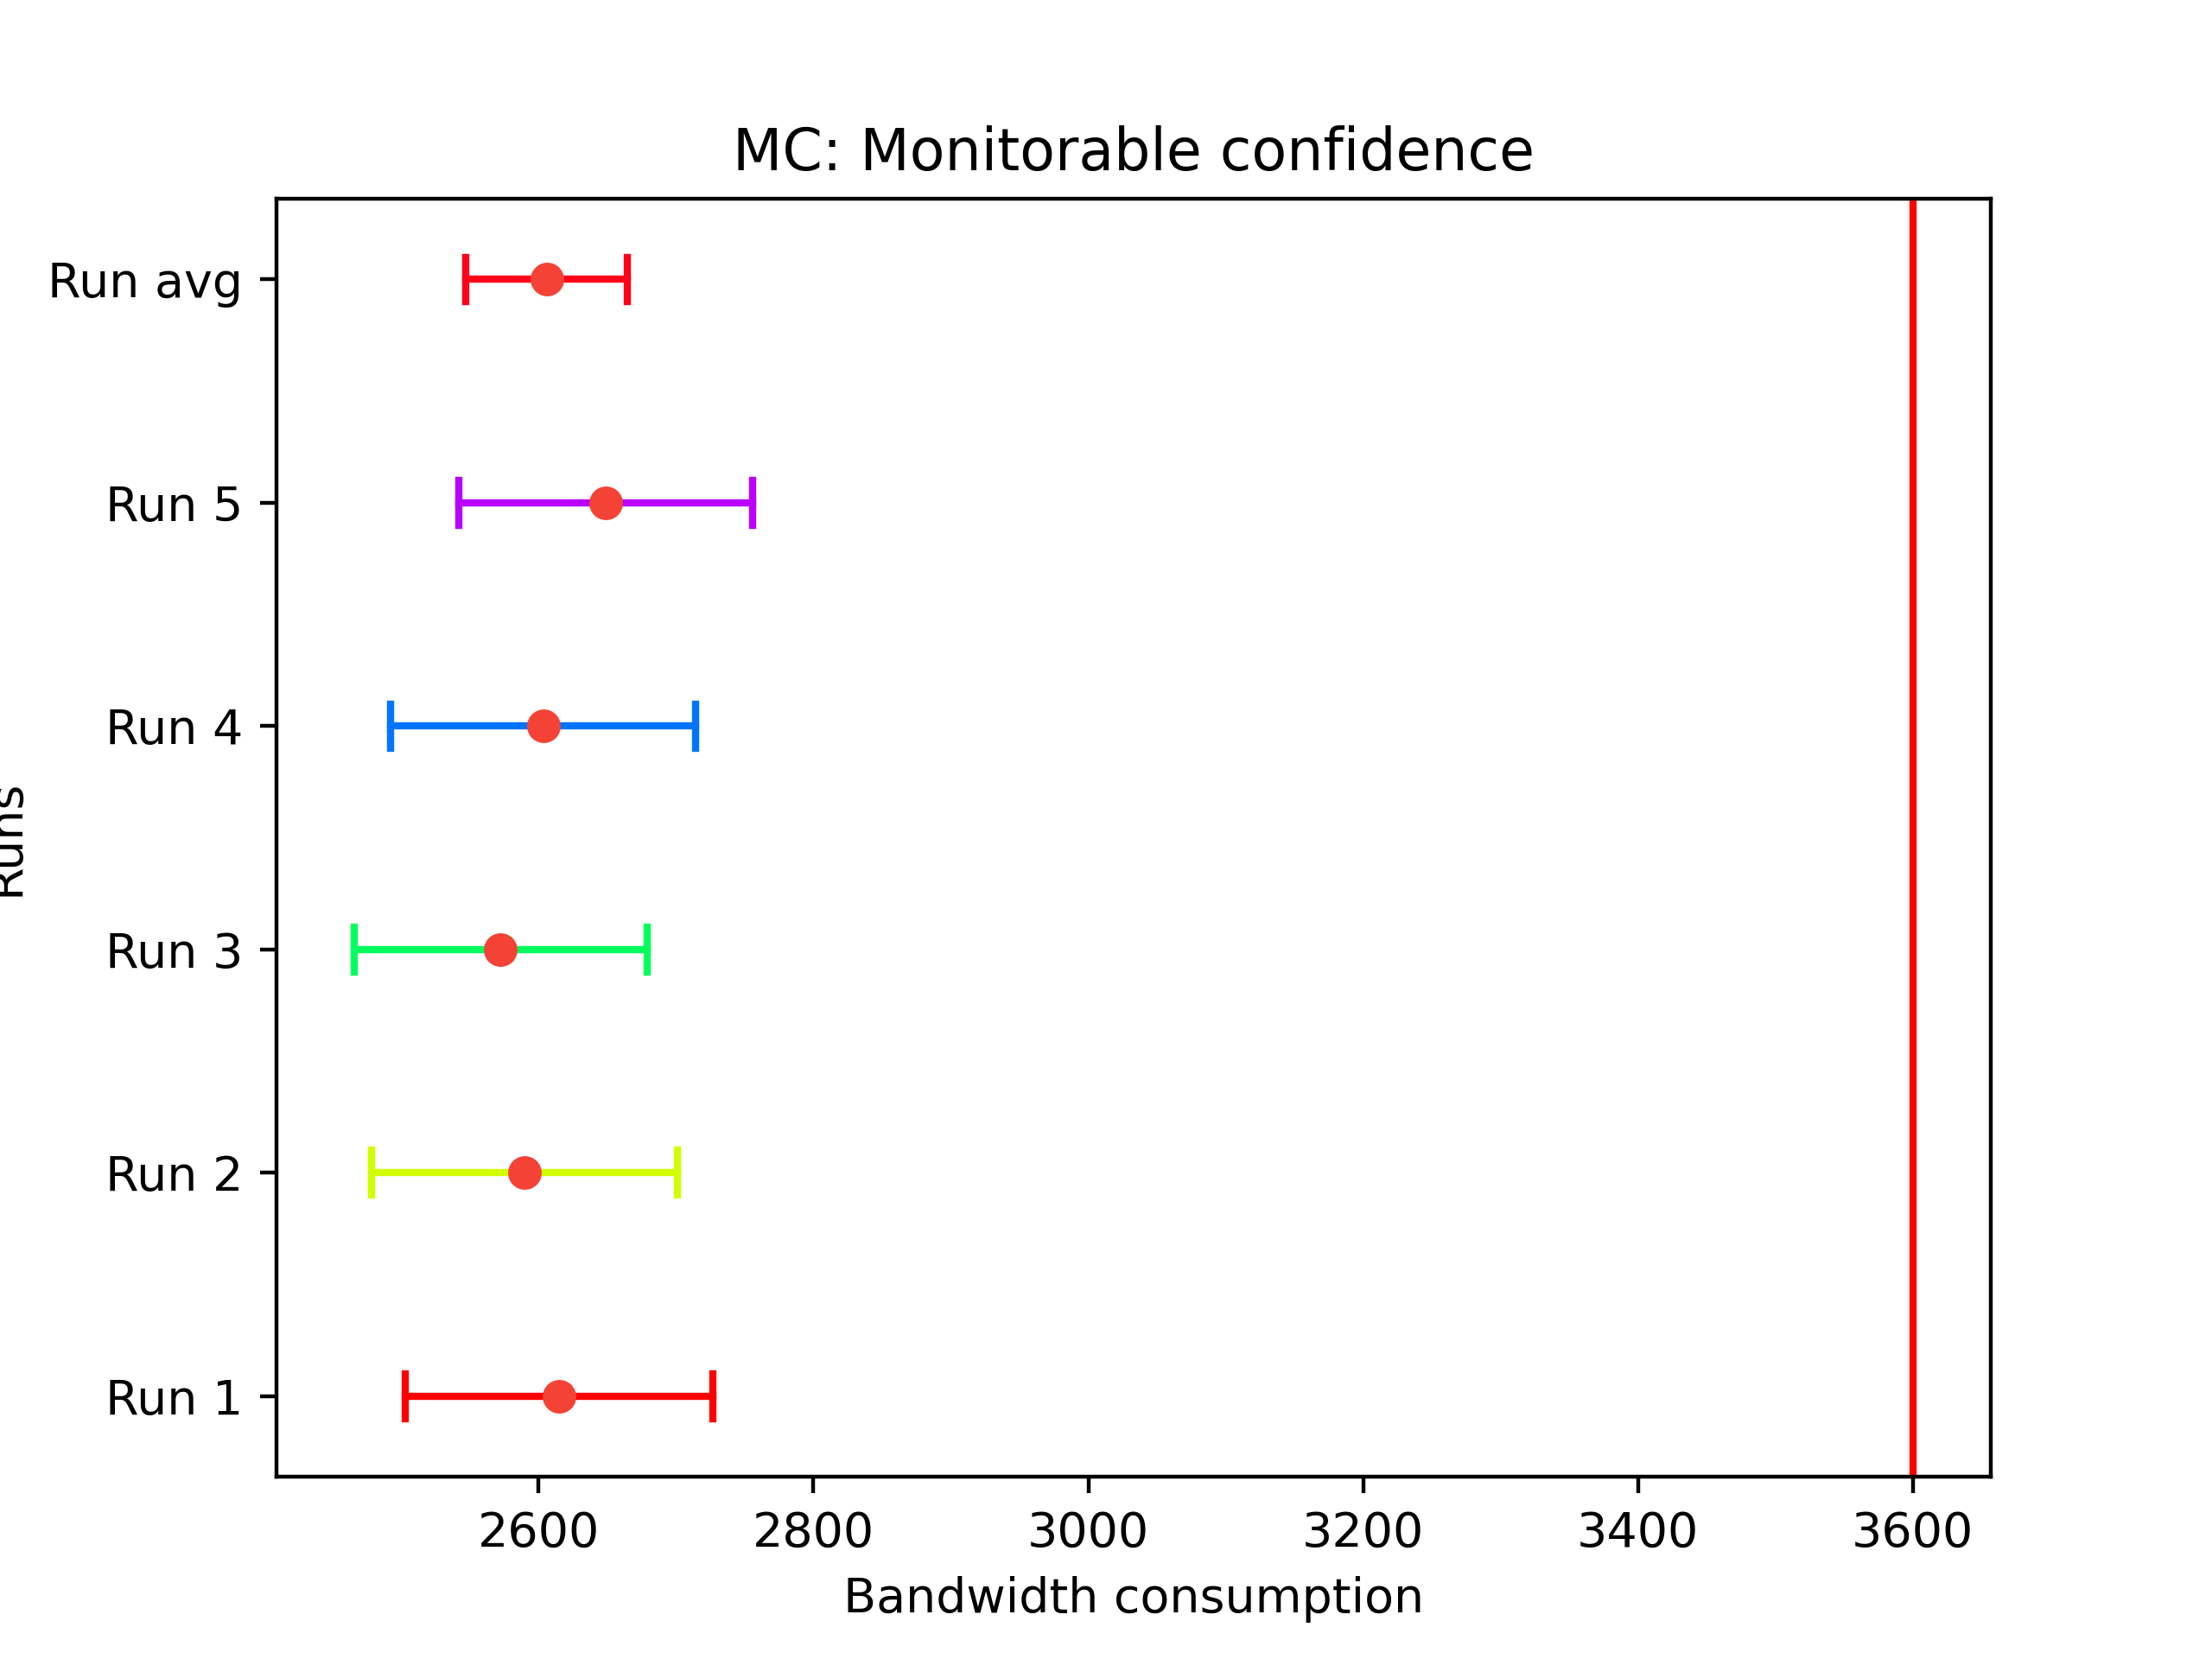 MC: Monitorable confidence
Run avg
Run 5
Run 4
Run 3
Run 2
Run 1
Runs
2600 2800 3000 3200 3400 3600
Bandwidth consumption